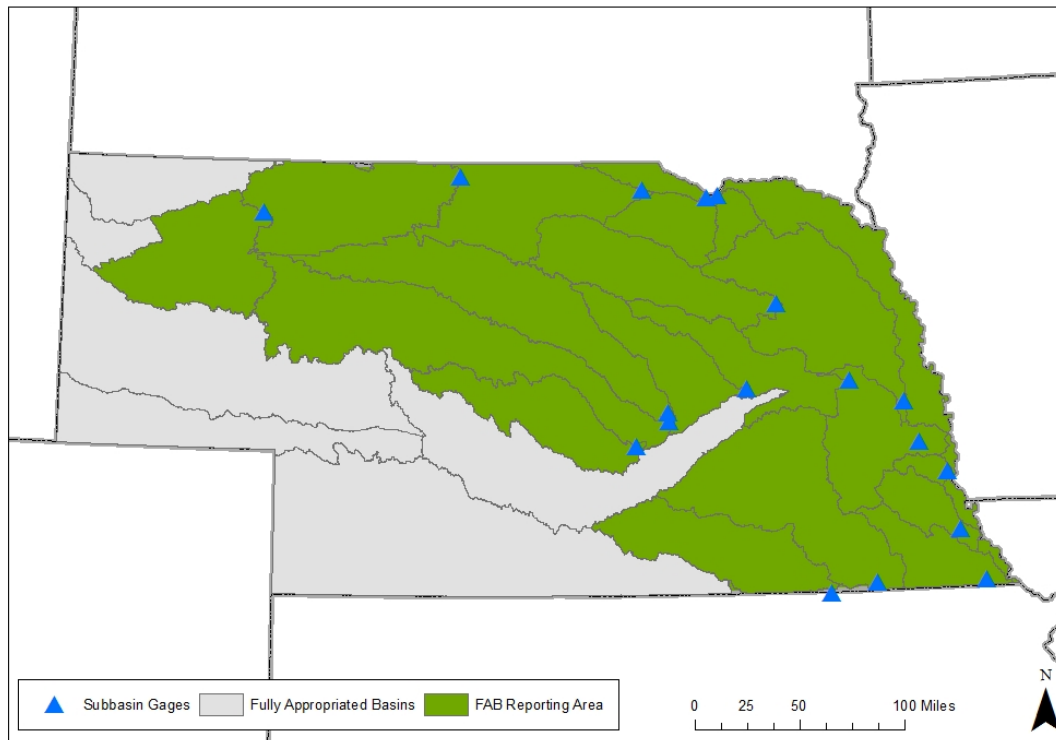 N
Subbasin Gages Fully Appropriated Basins FAB Reporting Area
0 25 50 100 Miles